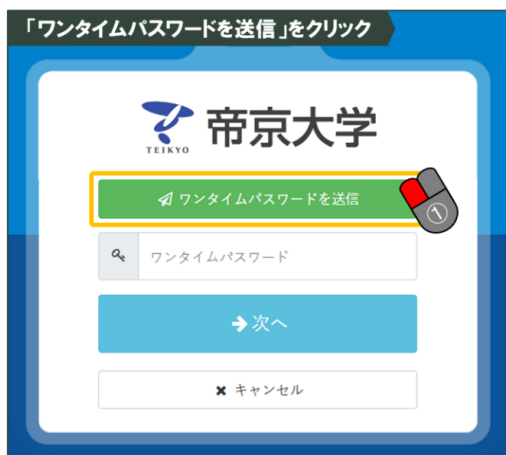 「ワンタイムパスワードを送信」をクリック
TEIKYO
帝京大学
ワンタイムパスワードを送信
①
ワンタイムパスワード
次へ
キャンセル